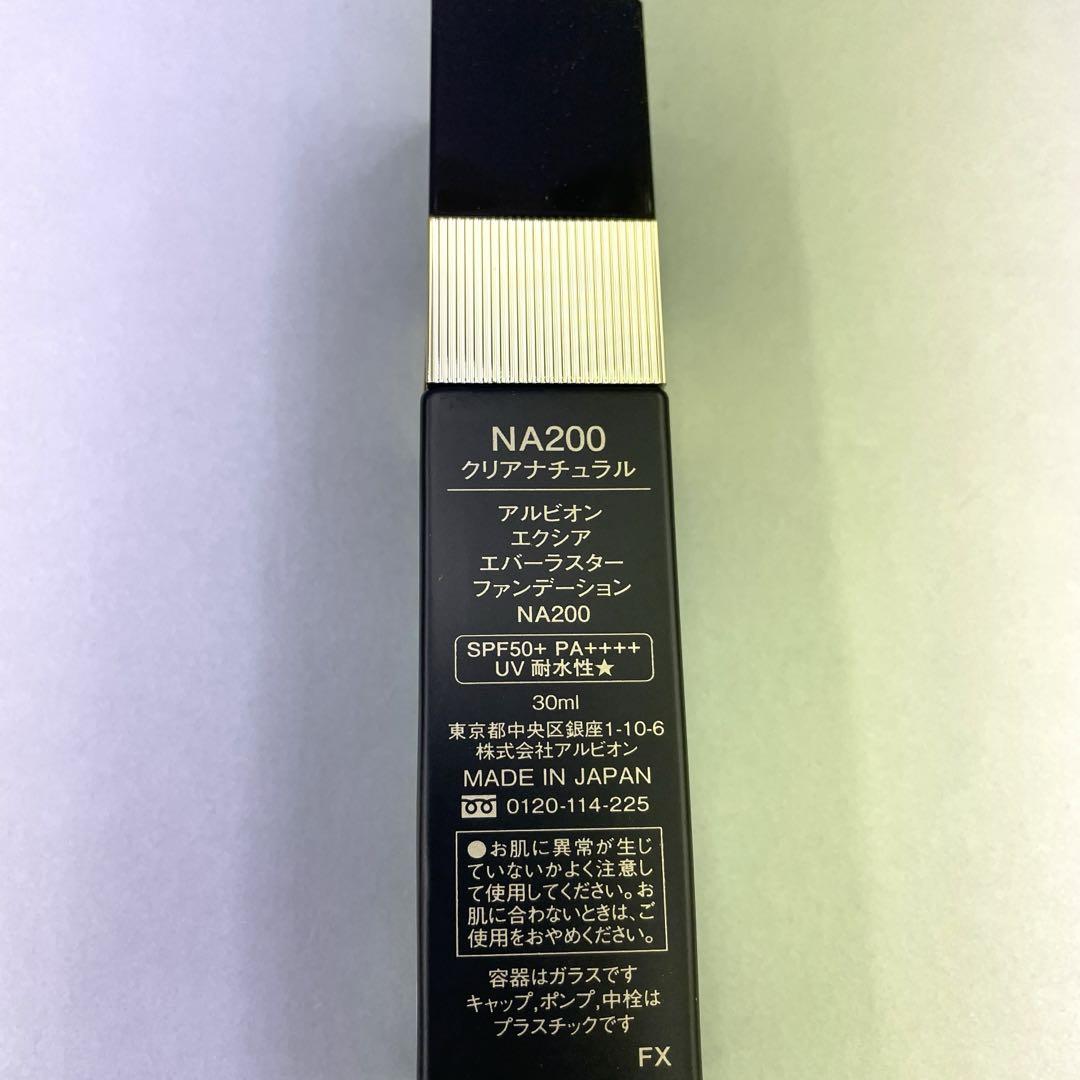 NA200
クリアナチュラル
アルビオン
エクシア
エバーラスター
ファンデーション
NA200
SPF50+ PA++++
UV 耐水性★
30ml
東京都中央区銀座1-10-6
株式会社アルビオン
MADE IN JAPAN
0120-114-225
●お肌に異常が生じ
ていないかよく注意し
て使用してください。お
肌に合わないときは、ご
使用をおやめください。
容器はガラスです
キャップ,ポンプ,中栓は
プラスチックです
FX